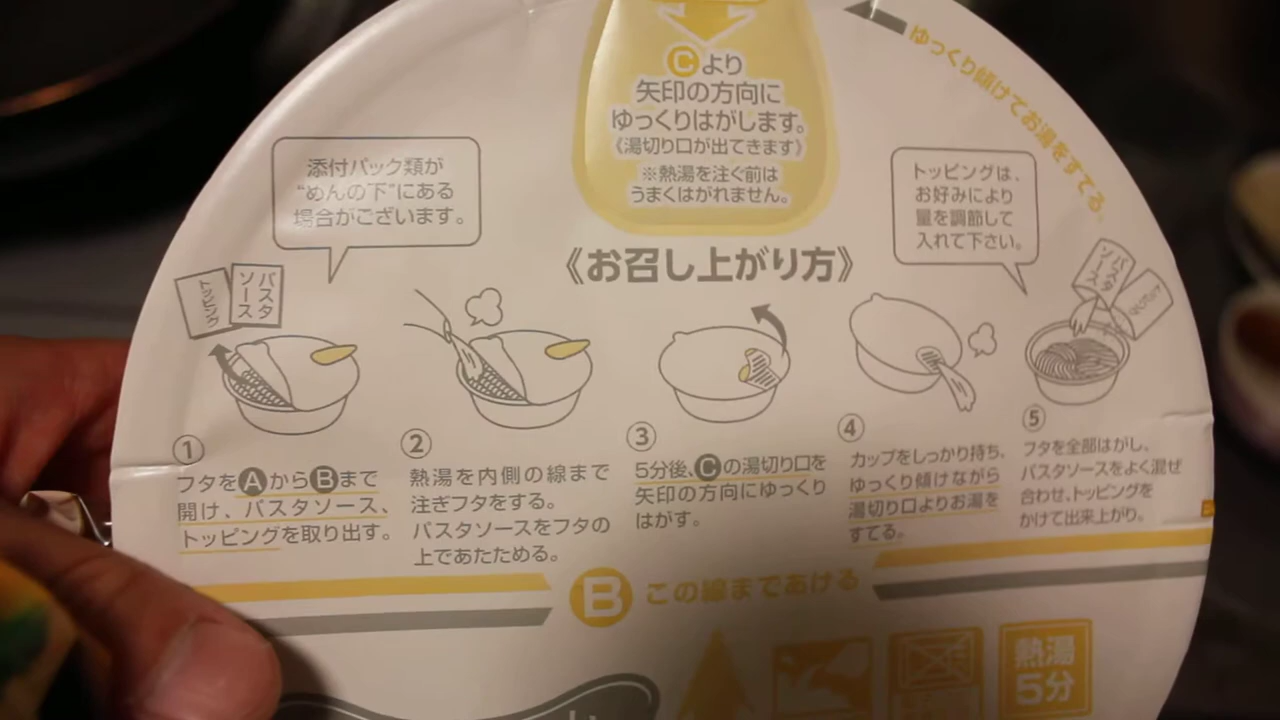 Cより
矢印の方向に
ゆっくりはがします。
《湯切り口が出てきます》
※熱湯を注ぐ前は
うまくはがれません。
ゆっくり傾けてお湯をすてる。
添付パック類が
“めんの下”にある
場合がございます。
トッピングは、
お好みにより
量を調節して
入れて下さい。
《お召し上がり方》
トッピング
パスタ
ソース
パスタ
ソース
トッピング
①
フタをAからBまで
開け、パスタソース、
トッピングを取り出す。
②
熱湯を内側の線まで
注ぎフタをする。
パスタソースをフタの
上であたためる。
③
5分後、Cの湯切り口を
矢印の方向にゆっくり
はがす。
④
カップをしっかり持ち、
ゆっくり傾けながら
湯切り口よりお湯を
すてる。
⑤
フタを全部はがし、
パスタソースをよく混ぜ
合わせ、トッピングを
かけて出来上がり。
B この線まであける
熱湯
5分